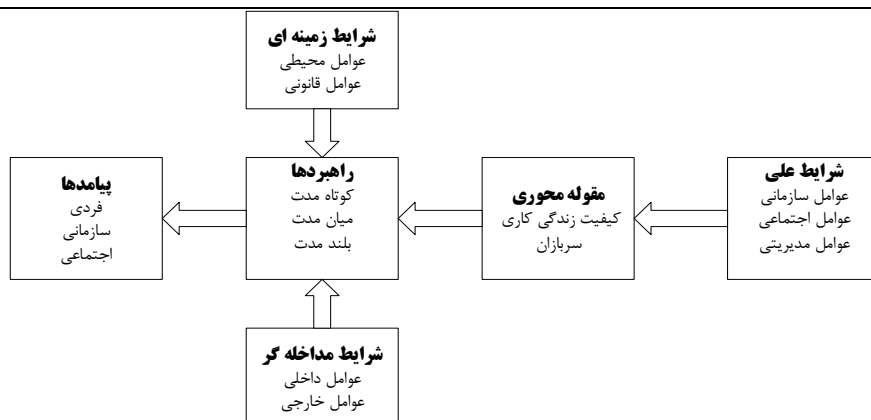 شرایط زمینه ای
عوامل محیطی
عوامل قانونی
شرایط علی
عوامل سازمانی
عوامل اجتماعی
عوامل مدیریتی
مقوله محوری
کیفیت زندگی کاری
سربازان
راهبردها
کوتاه مدت
میان مدت
بلند مدت
پیامدها
فردی
سازمانی
اجتماعی
شرایط مداخله گر
عوامل داخلی
عوامل خارجی